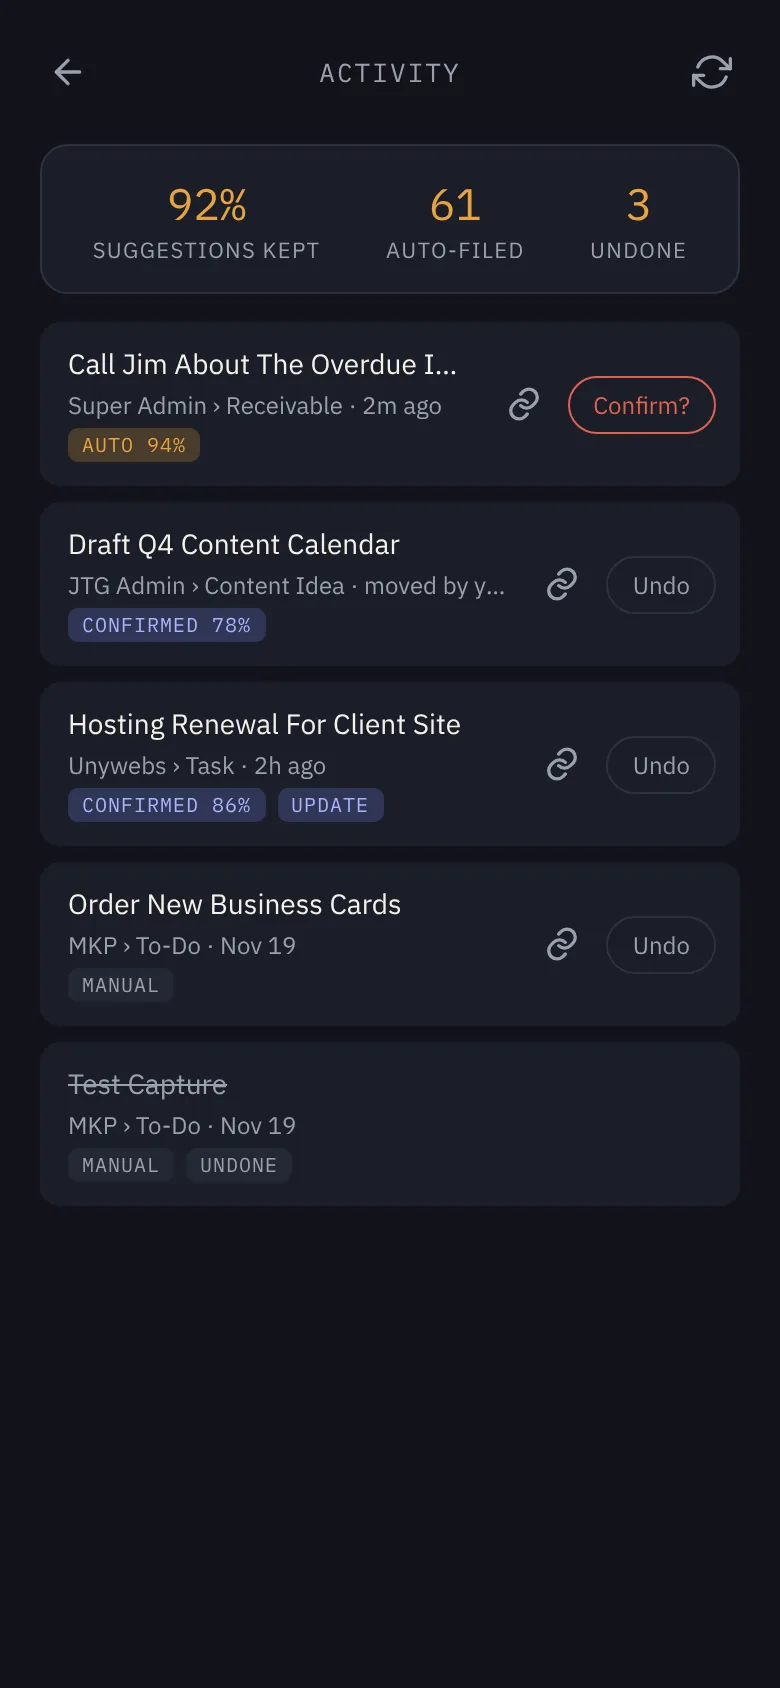 ACTIVITY
92% 61 3
SUGGESTIONS KEPT AUTO-FILED UNDONE
Call Jim About The Overdue I...
Super Admin › Receivable · 2m ago
Confirm?
AUTO 94%
Draft Q4 Content Calendar
JTG Admin › Content Idea · moved by y...
Undo
CONFIRMED 78%
Hosting Renewal For Client Site
Unywebs › Task · 2h ago
Undo
CONFIRMED 86% UPDATE
Order New Business Cards
MKP › To-Do · Nov 19
Undo
MANUAL
Test Capture
MKP › To-Do · Nov 19
MANUAL UNDONE